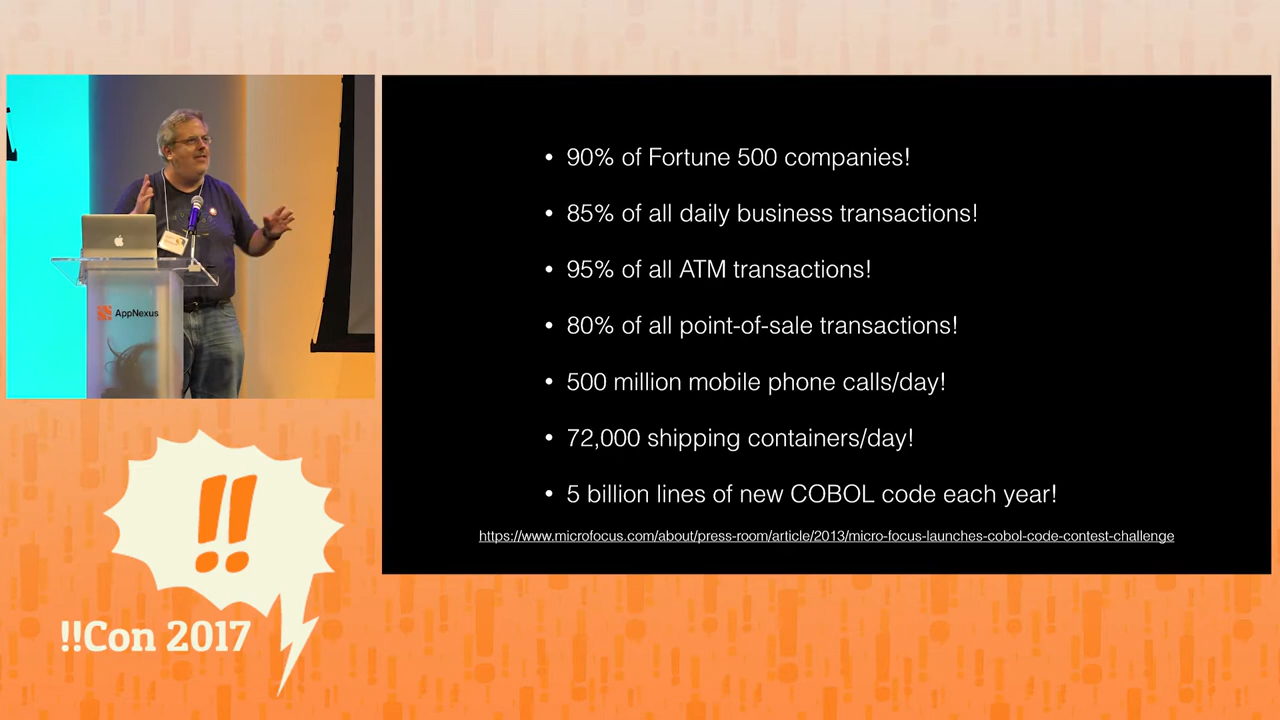 AppNexus
• 90% of Fortune 500 companies!
• 85% of all daily business transactions!
• 95% of all ATM transactions!
• 80% of all point-of-sale transactions!
• 500 million mobile phone calls/day!
• 72,000 shipping containers/day!
• 5 billion lines of new COBOL code each year!
https://www.microfocus.com/about/press-room/article/2013/micro-focus-launches-cobol-code-contest-challenge
!!
!!Con 2017